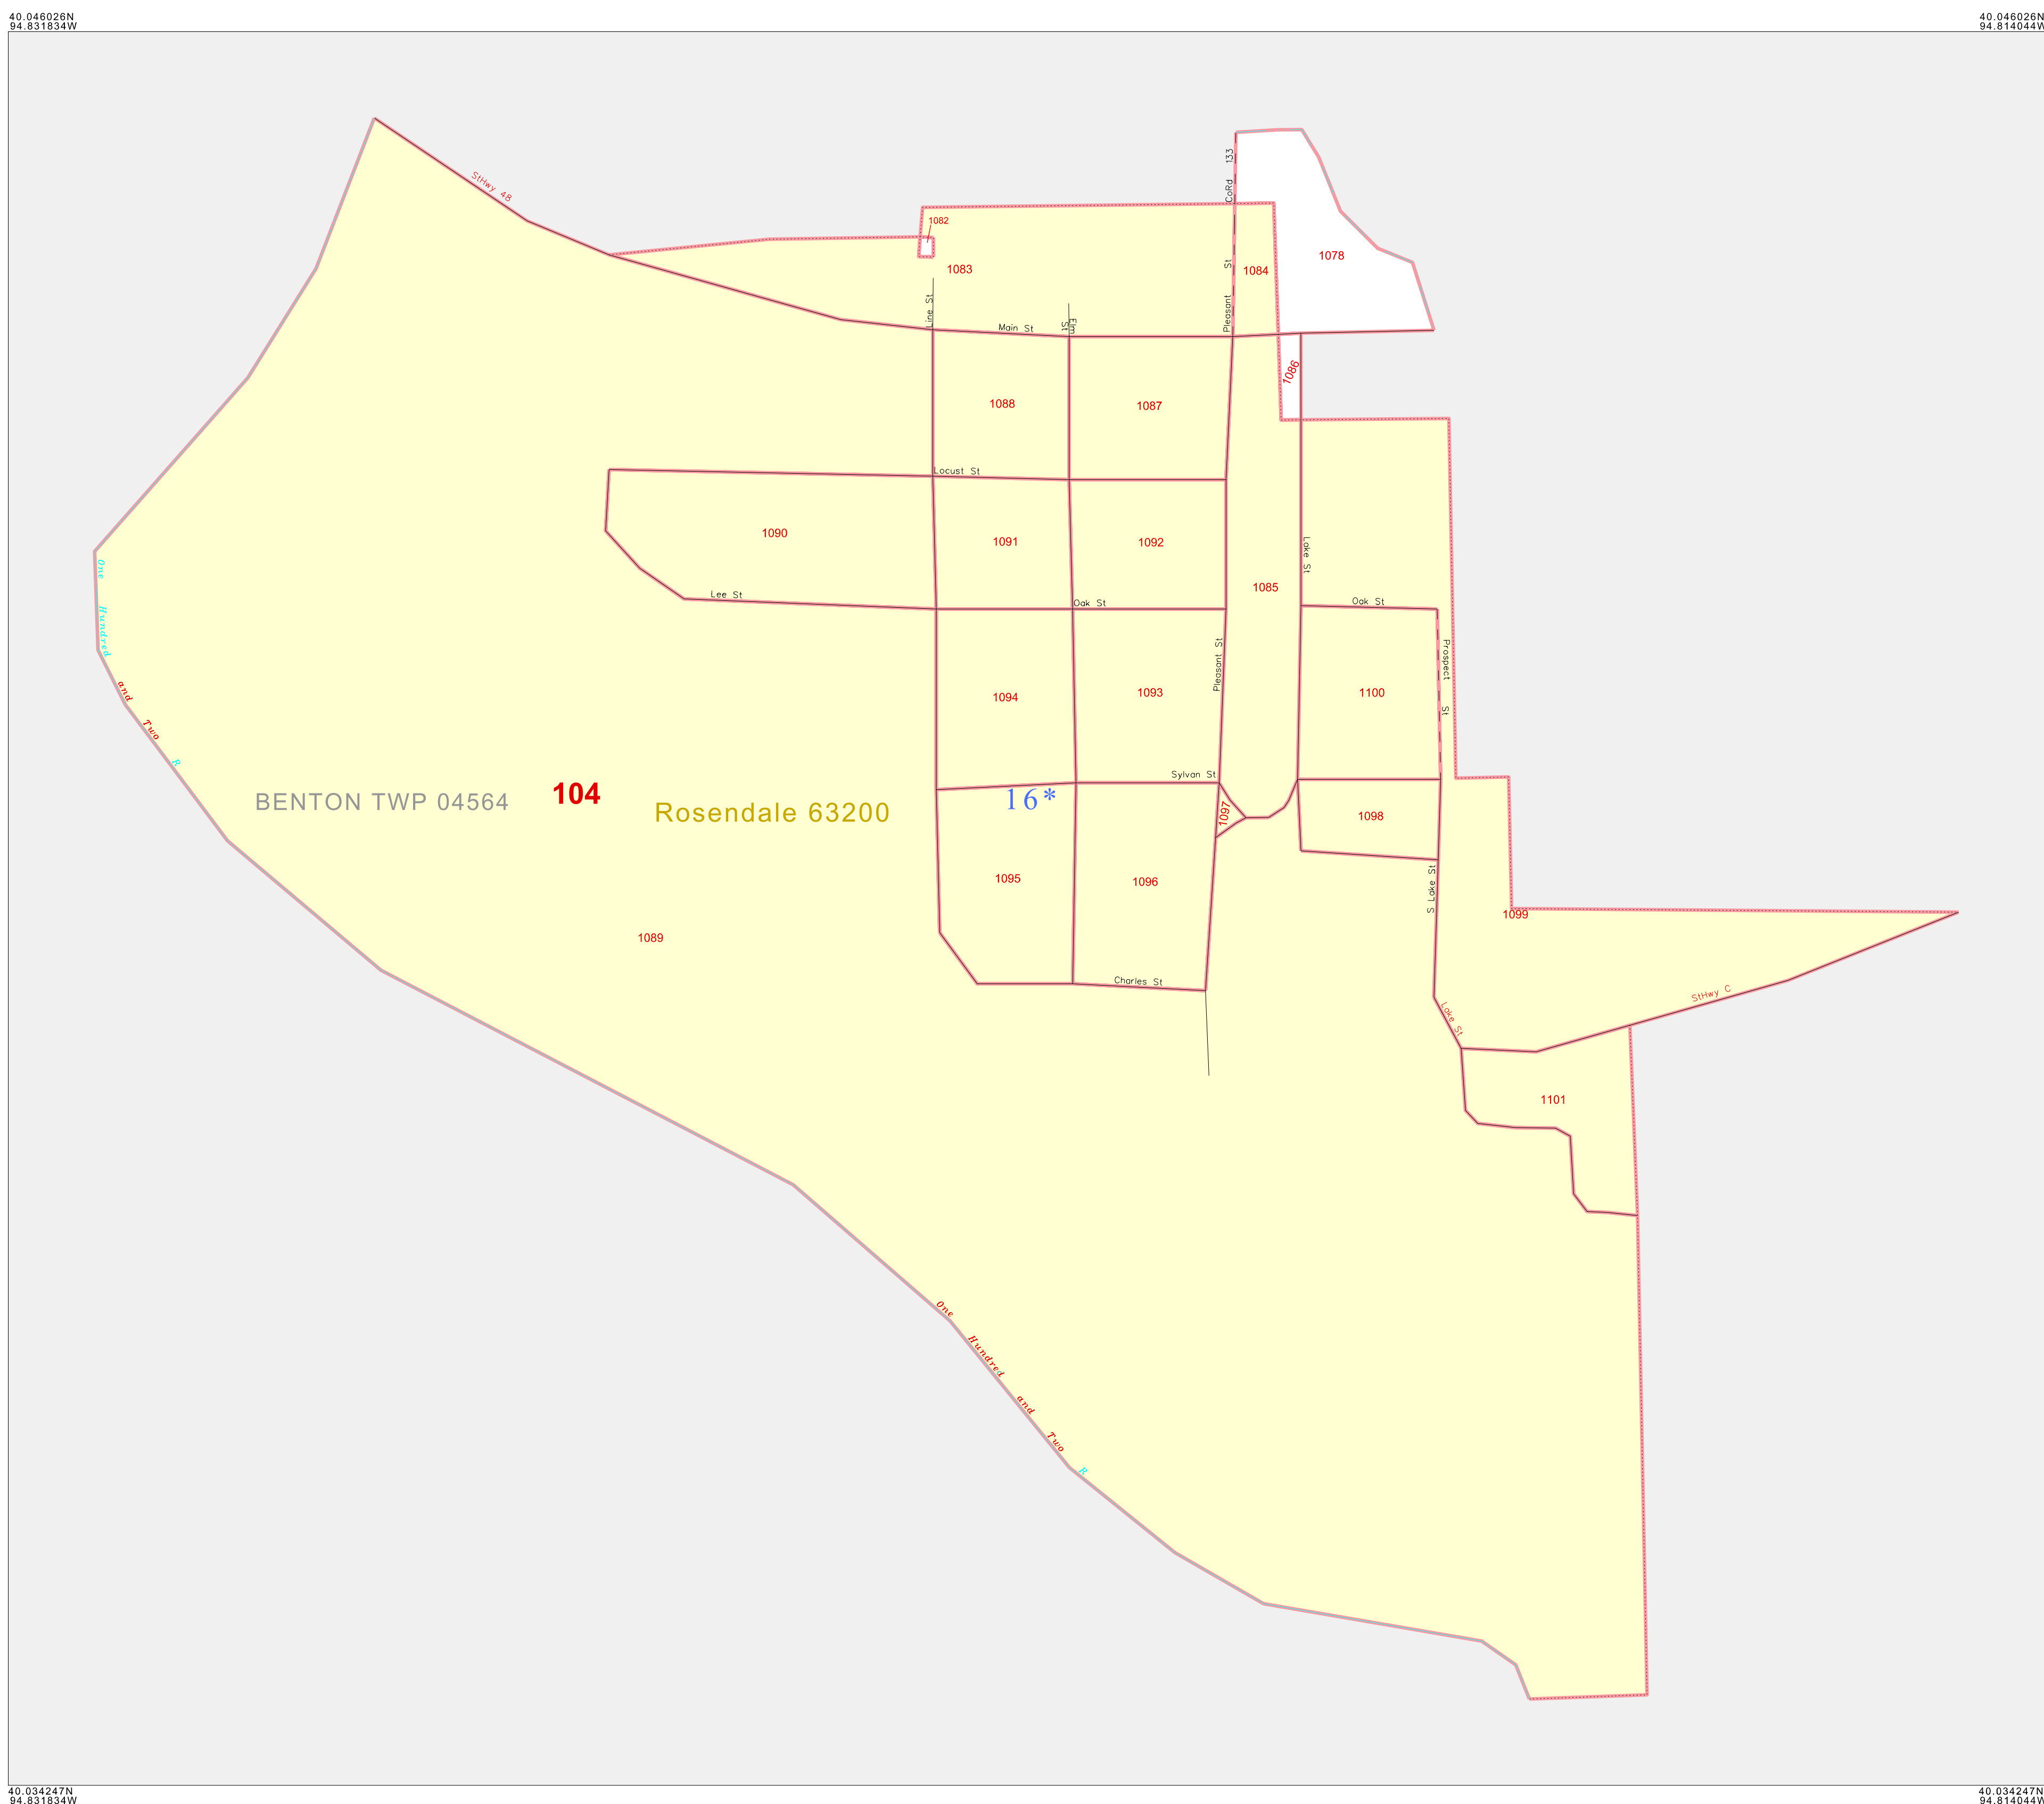 40.046026N
94.831834W
40.046026N
94.814044W
CoRd 133
StHwy 48
1082
1078
1083
1084
Pleasant St
Line St
Elm St
Main St
1086
1088
1087
Locust St
1090
1091
1092
Lake St
1085
One Hundred and Two R
Lee St
Oak St
Oak St
Prospect St
Pleasant St
1094
1093
1100
Sylvan St
BENTON TWP 04564
104
Rosendale 63200
16*
1097
1098
1095
1096
S Lake St
1099
1089
Charles St
StHwy C
Lake St
1101
One Hundred and Two R
40.034247N
94.831834W
40.034247N
94.814044W